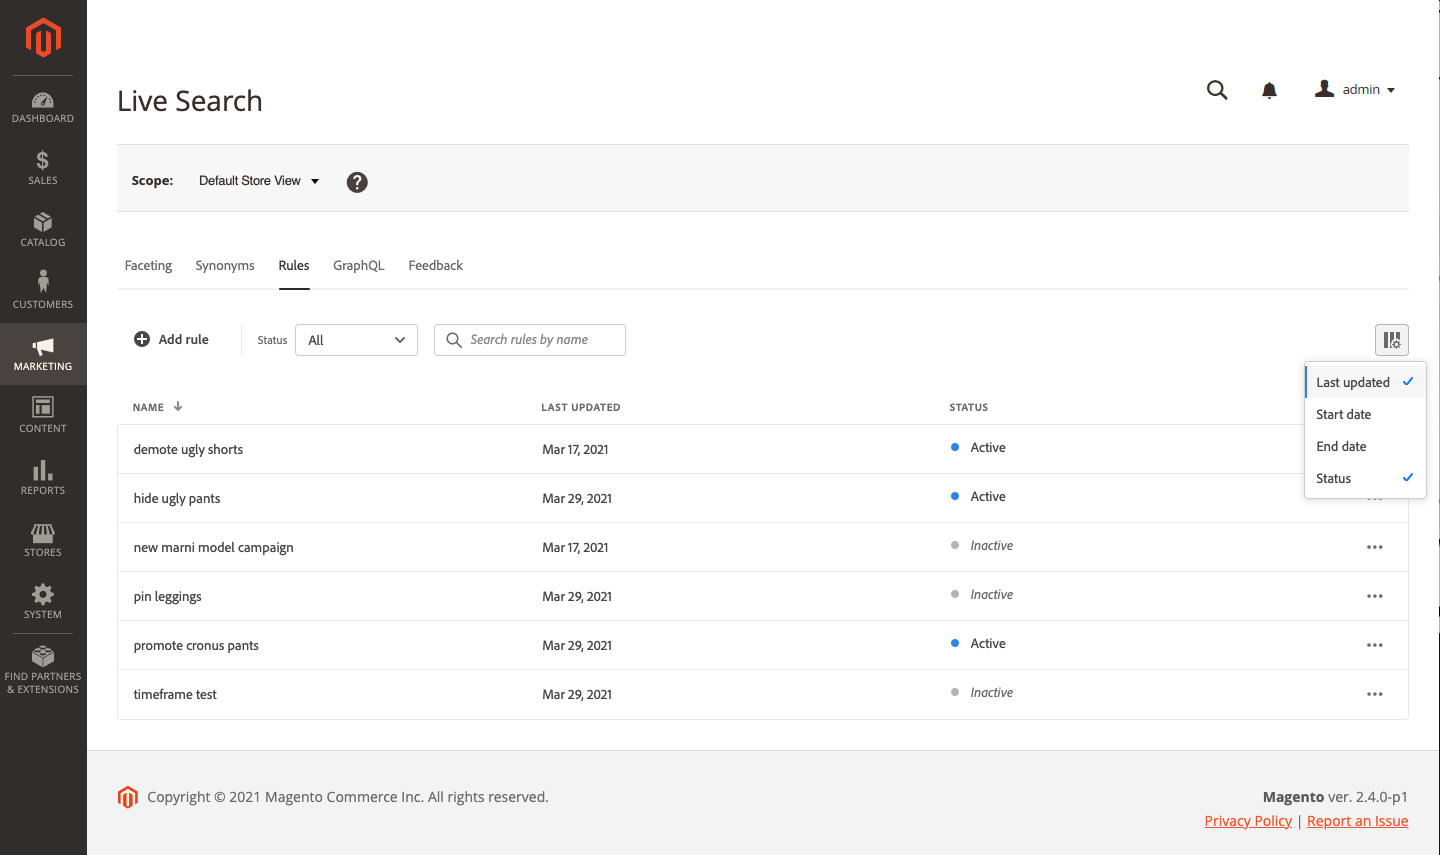 Live Search
admin
DASHBOARD
SALES
CATALOG
CUSTOMERS
MARKETING
CONTENT
REPORTS
STORES
SYSTEM
FIND PARTNERS
& EXTENSIONS
Scope: Default Store View ?
Faceting Synonyms Rules GraphQL Feedback
Add rule Status All Search rules by name
Last updated
Start date
End date
Status
NAME LAST UPDATED STATUS
demote ugly shorts Mar 17, 2021 Active
hide ugly pants Mar 29, 2021 Active
new marni model campaign Mar 17, 2021 Inactive
pin leggings Mar 29, 2021 Inactive
promote cronus pants Mar 29, 2021 Active
timeframe test Mar 29, 2021 Inactive
Copyright © 2021 Magento Commerce Inc. All rights reserved.
Magento ver. 2.4.0-p1
Privacy Policy | Report an Issue